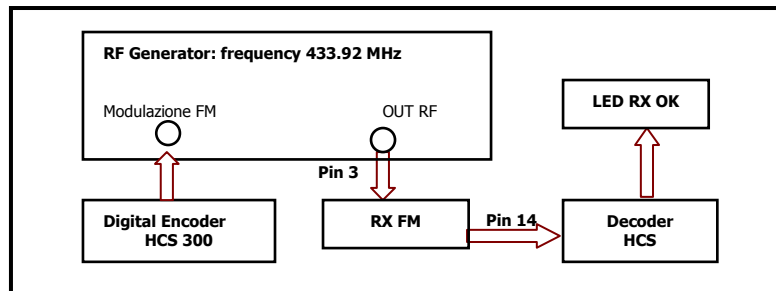 RF Generator: frequency 433.92 MHz
Modulazione FM
OUT RF
LED RX OK
Pin 3
Digital Encoder
HCS 300
RX FM
Pin 14
Decoder
HCS